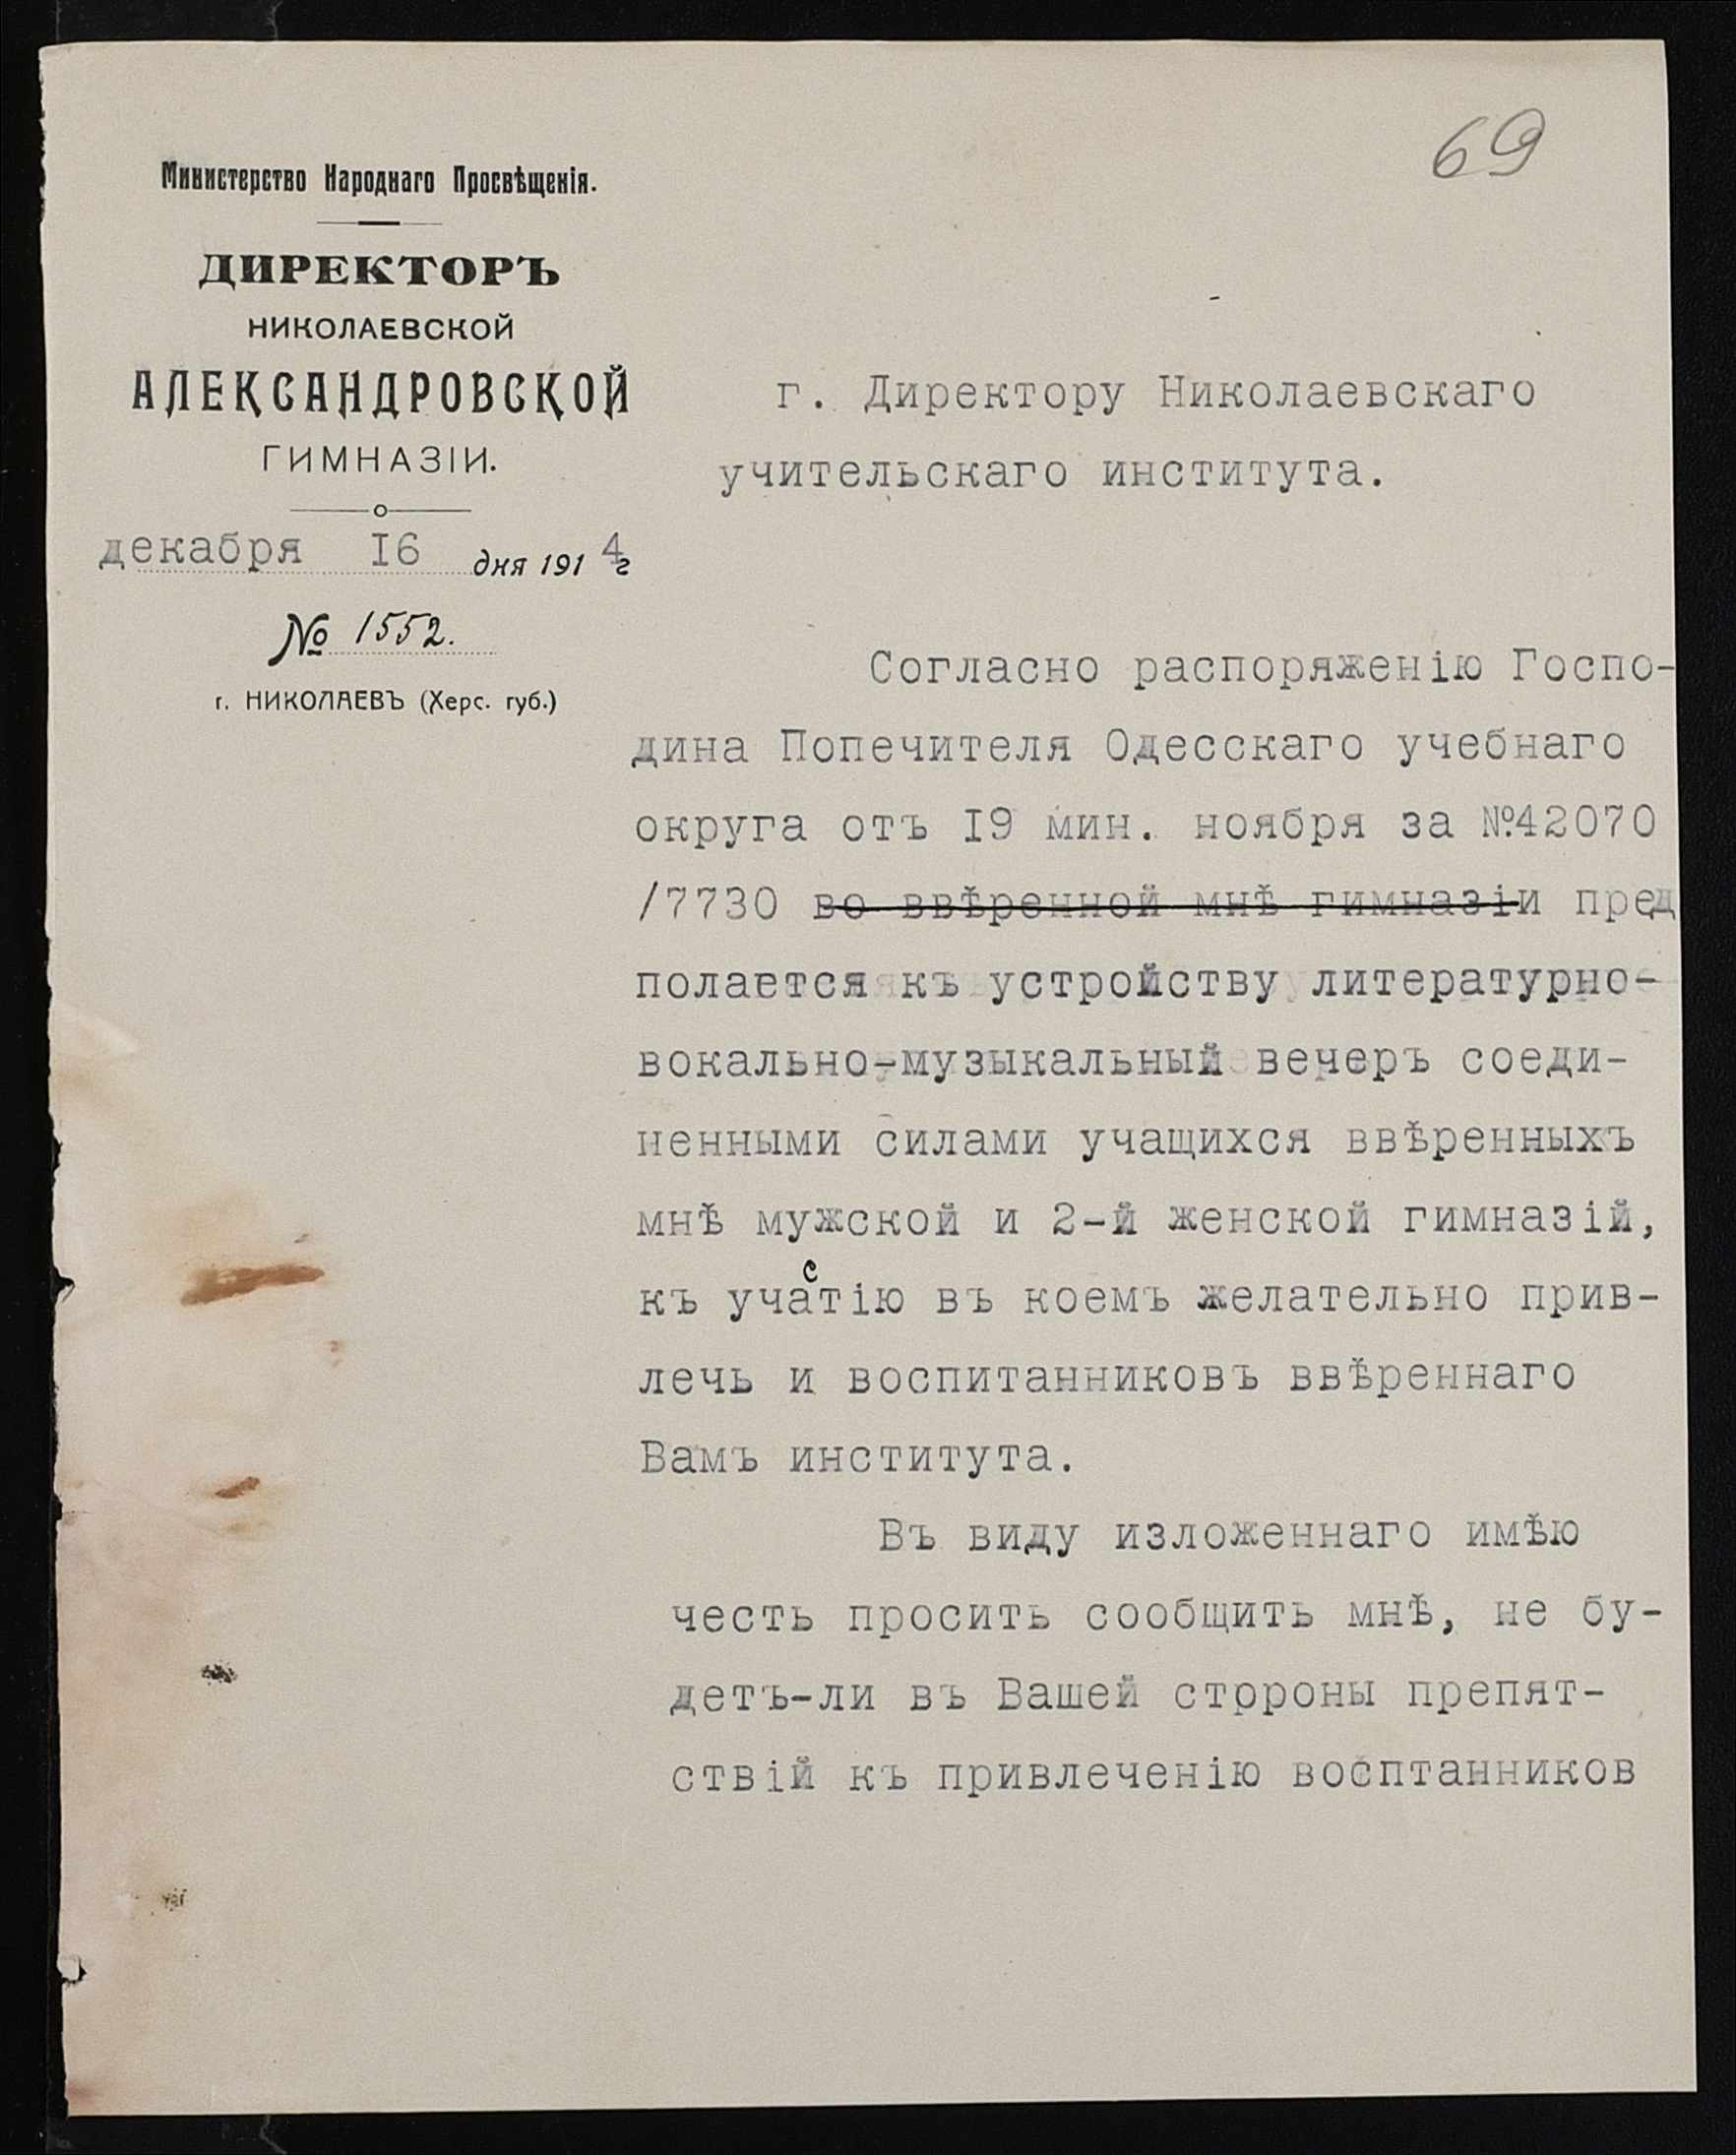 69
Министерство Народнаго Просвѣщенія.
ДИРЕКТОРЪ
НИКОЛАЕВСКОЙ
АЛЕКСАНДРОВСКОЙ
ГИМНАЗІИ.
декабря I6 дня 1914г
№ 1552.
г. НИКОЛАЕВЪ (Херс. губ.)
г. Директору Николаевскаго
учительскаго института.
Согласно распоряженію Госпо-
дина Попечителя Одесскаго учебнаго
округа отъ I9 мин. ноября за №42070
/7730 во ввѣренной мнѣ гимназіи пред
полается къ устройству литературно-
вокально-музыкальный вечеръ соеди-
ненными силами учащихся ввѣренныхъ
мнѣ мужской и 2-й женской гимназій,
къ участію въ коемъ желательно прив-
лечь и воспитанниковъ ввѣреннаго
Вамъ института.
Въ виду изложеннаго имѣю
честь просить сообщить мнѣ, не бу-
детъ-ли въ Вашей стороны препят-
ствій къ привлеченію восптанников